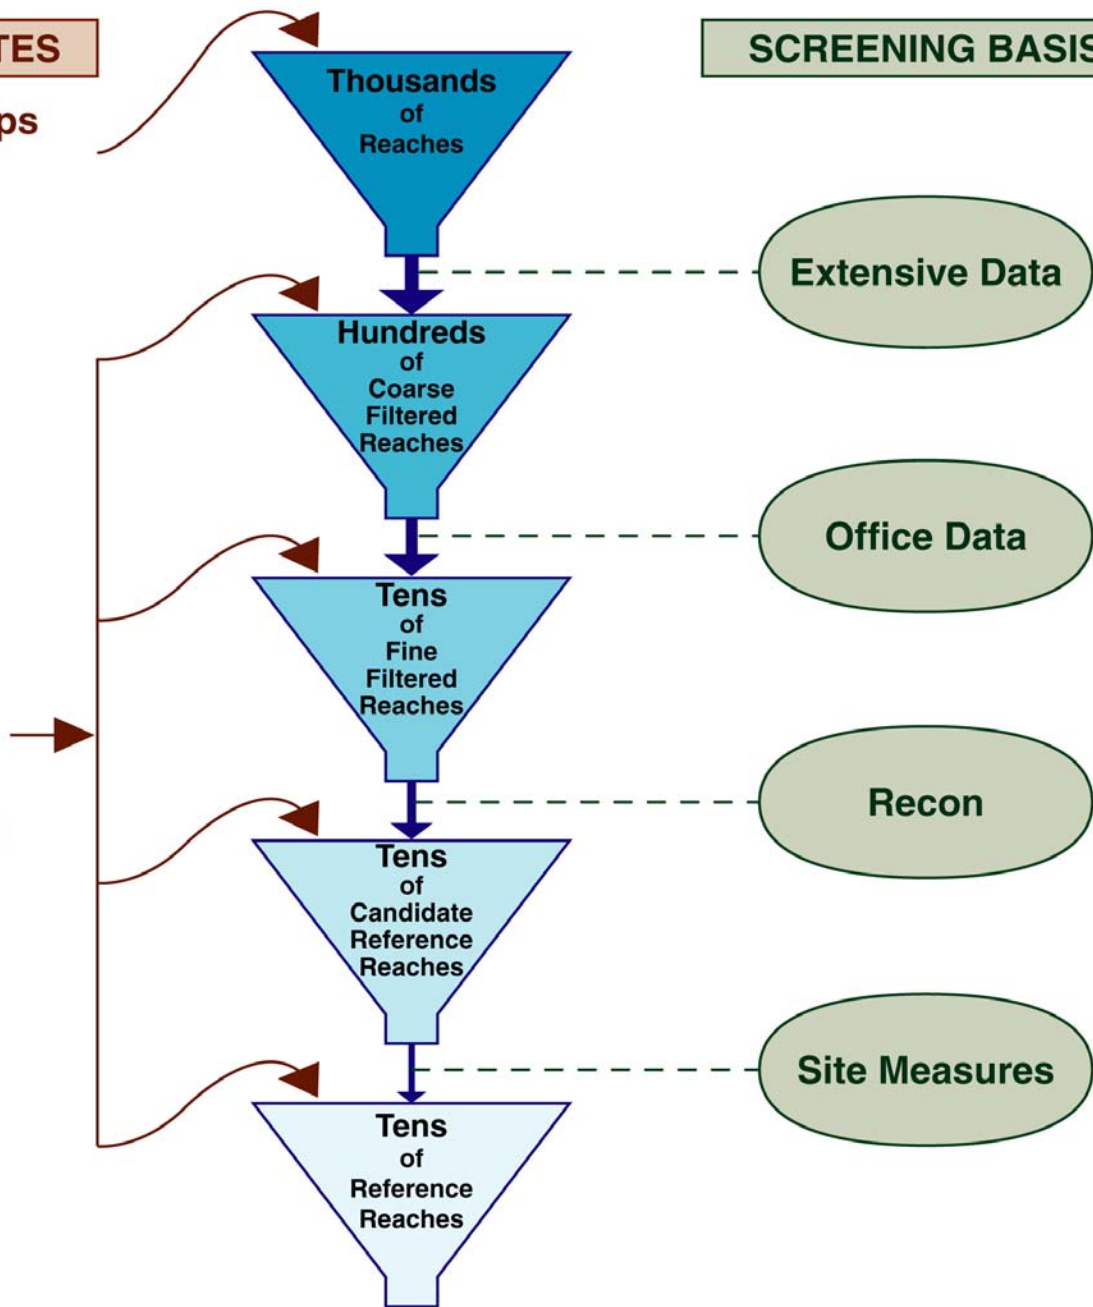 TES
SCREENING BASIS
ps
Thousands
of
Reaches
Extensive Data
Hundreds
of
Coarse
Filtered
Reaches
Office Data
Tens
of
Fine
Filtered
Reaches
Recon
Tens
of
Candidate
Reference
Reaches
Site Measures
Tens
of
Reference
Reaches